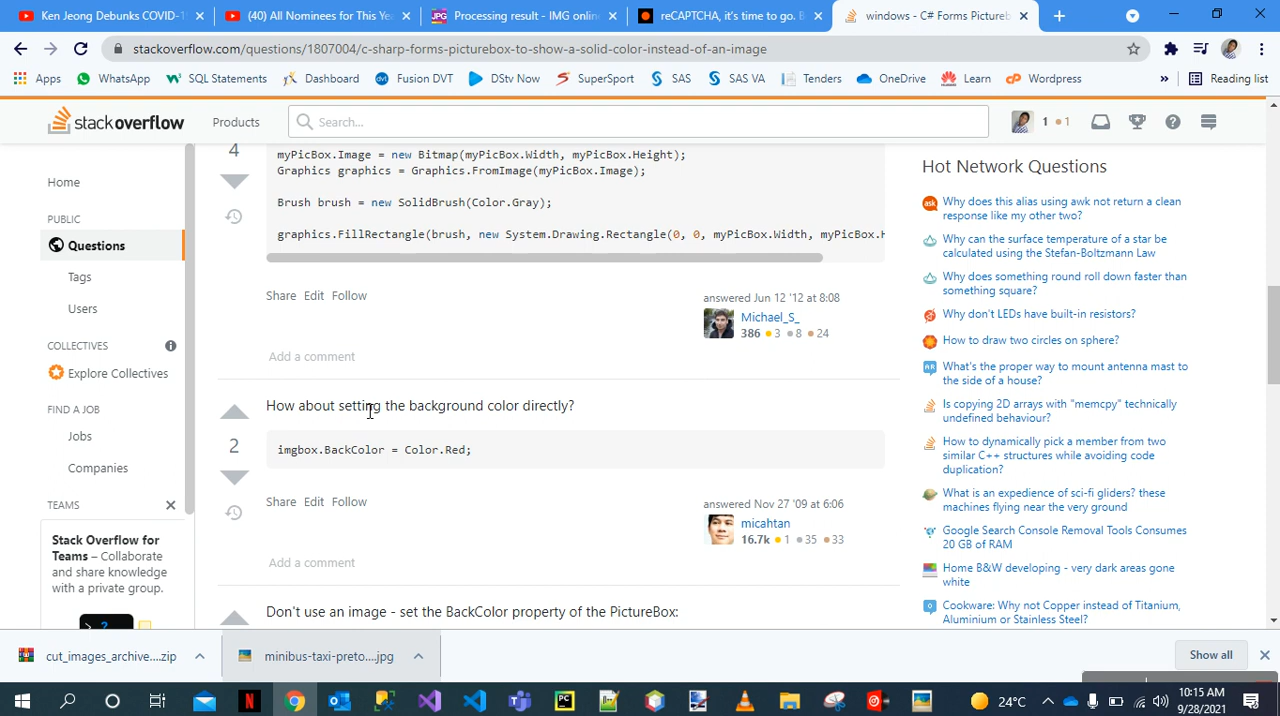 Ken Jeong Debunks COVID-1
(40) All Nominees for This Ye
Processing result - IMG online
reCAPTCHA, it's time to go. B
windows - C# Forms Pictureb
stackoverflow.com/questions/1807004/c-sharp-forms-picturebox-to-show-a-solid-color-instead-of-an-image
Apps
WhatsApp
SQL Statements
Dashboard
Fusion DVT
DStv Now
SuperSport
SAS
SAS VA
Tenders
OneDrive
Learn
Wordpress
»
Reading list
stackoverflow
Products
Search...
1 1
Home
PUBLIC
Questions
Tags
Users
COLLECTIVES
Explore Collectives
FIND A JOB
Jobs
Companies
TEAMS
Stack Overflow for
Teams – Collaborate
and share knowledge
with a private group.
4
myPicBox.Image = new Bitmap(myPicBox.Width, myPicBox.Height);
Graphics graphics = Graphics.FromImage(myPicBox.Image);
Brush brush = new SolidBrush(Color.Gray);
graphics.FillRectangle(brush, new System.Drawing.Rectangle(0, 0, myPicBox.Width, myPicBox.H
Share Edit Follow
answered Jun 12 '12 at 8:08
Michael_S_
386 3 8 24
Add a comment
How about setting the background color directly?
2
imgbox.BackColor = Color.Red;
Share Edit Follow
answered Nov 27 '09 at 6:06
micahtan
16.7k 1 35 33
Add a comment
Don't use an image - set the BackColor property of the PictureBox:
Hot Network Questions
Why does this alias using awk not return a clean
response like my other two?
Why can the surface temperature of a star be
calculated using the Stefan-Boltzmann Law
Why does something round roll down faster than
something square?
Why don't LEDs have built-in resistors?
How to draw two circles on sphere?
What's the proper way to mount antenna mast to
the side of a house?
Is copying 2D arrays with "memcpy" technically
undefined behaviour?
How to dynamically pick a member from two
similar C++ structures while avoiding code
duplication?
What is an expedience of sci-fi gliders? these
machines flying near the very ground
Google Search Console Removal Tools Consumes
20 GB of RAM
Home B&W developing - very dark areas gone
white
Cookware: Why not Copper instead of Titanium,
Aluminium or Stainless Steel?
cut_images_archive....zip
minibus-taxi-preto....jpg
Show all
24°C
10:15 AM
9/28/2021